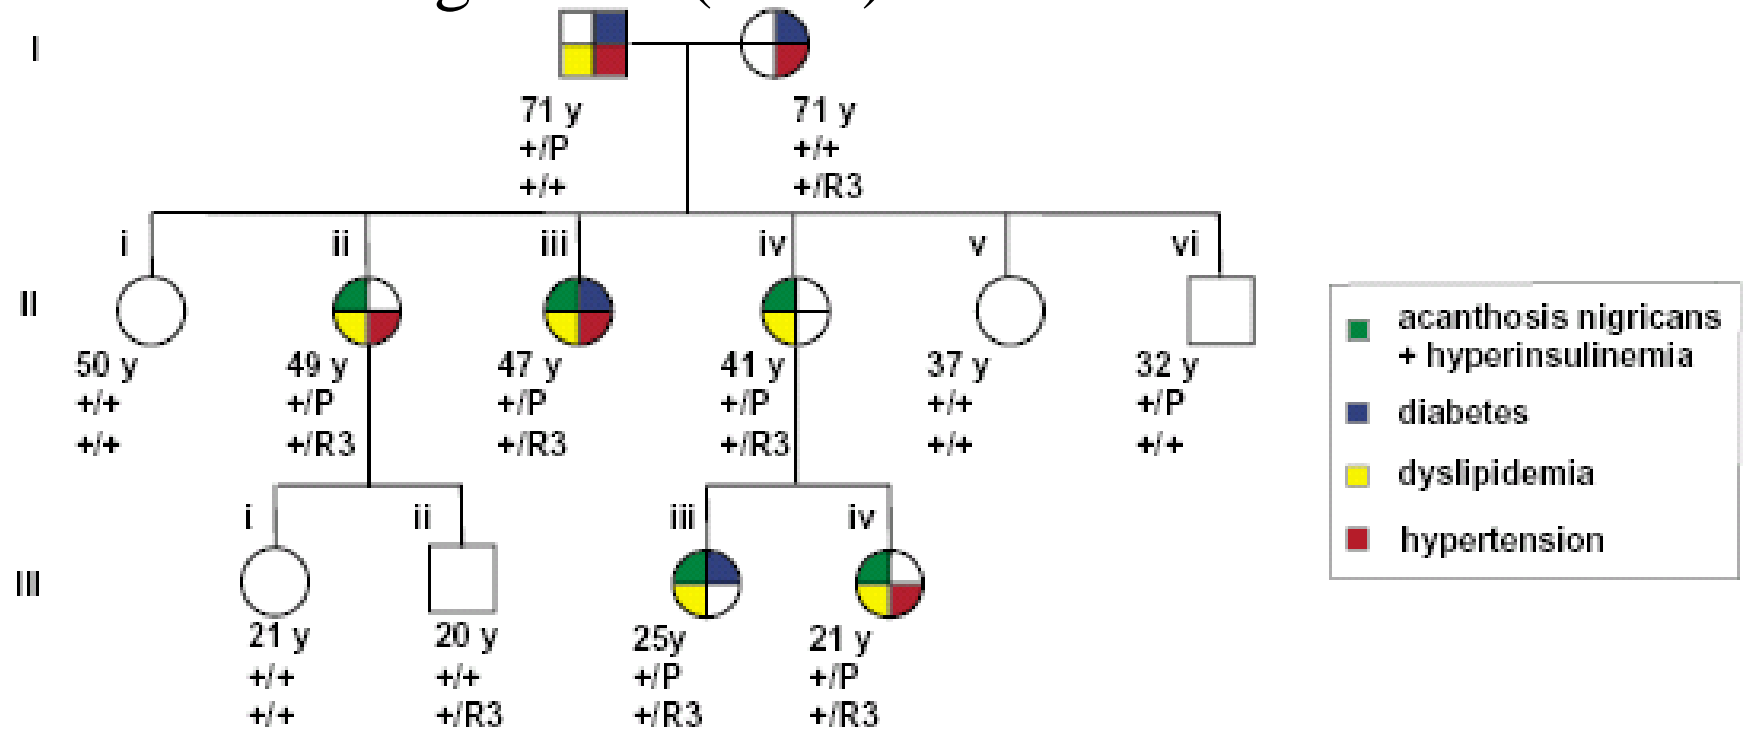 I
71 y
+/P
+/+
71 y
+/+
+/R3
i
ii
iii
iv
v
vi
II
50 y
+/+
+/+
49 y
+/P
+/R3
47 y
+/P
+/R3
41 y
+/P
+/R3
37 y
+/+
+/+
32 y
+/P
+/+
acanthosis nigricans
+ hyperinsulinemia
diabetes
dyslipidemia
hypertension
i
ii
iii
iv
III
21 y
+/+
+/+
20 y
+/+
+/R3
25y
+/P
+/R3
21 y
+/P
+/R3